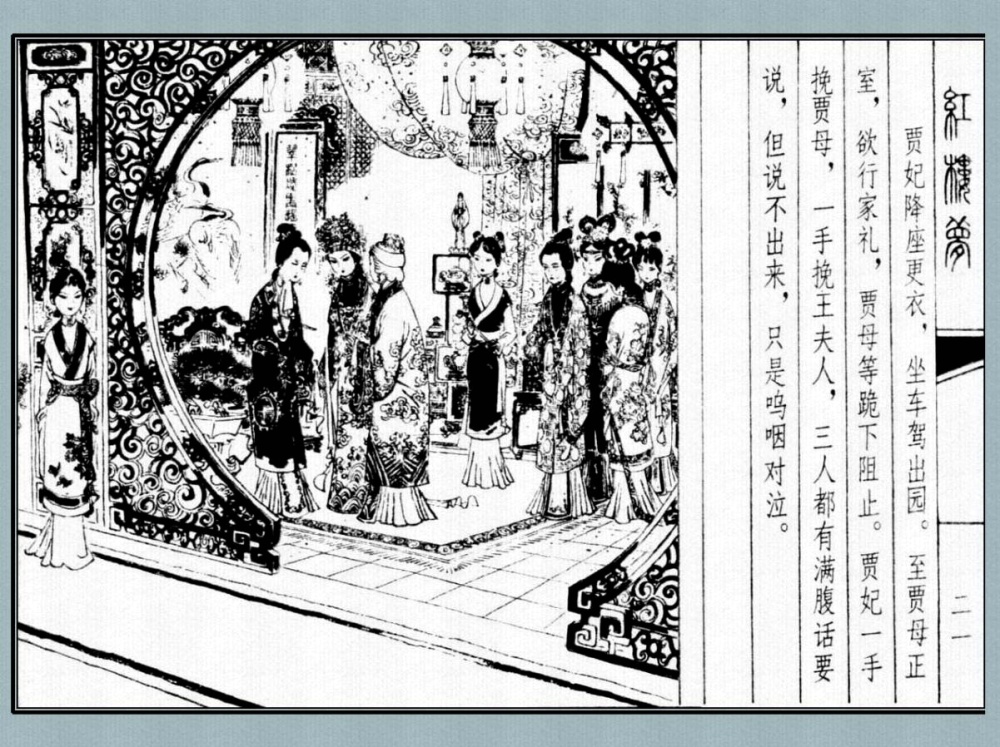 紅樓夢
二一
贾妃降座更衣，坐车驾出园。至贾母正
室，欲行家礼，贾母等跪下阻止。贾妃一手
挽贾母，一手挽王夫人，三人都有满腹话要
说，但说不出来，只是呜咽对泣。